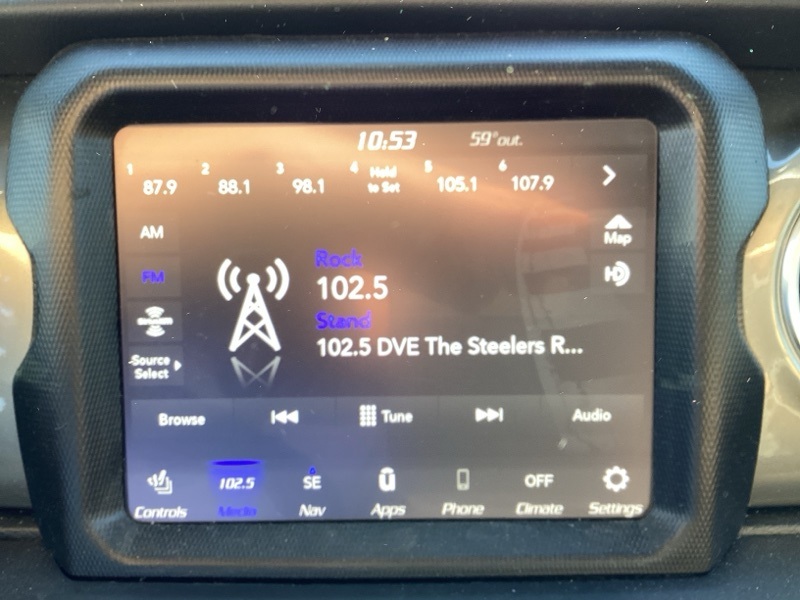 10:53 59°out.
1 87.9 2 88.1 3 98.1 4 Hold to Set 5 105.1 6 107.9
AM
Map
Rock
FM
HD
102.5
SiriusXM
Stand
102.5 DVE The Steelers R...
Source
Select
Browse Tune Audio
102.5 SE OFF
Controls Media Nav Apps Phone Climate Settings